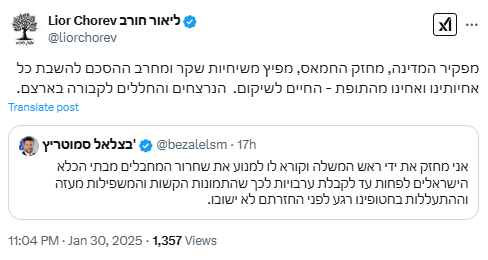 Lior Chorev ליאור חורב
@liorchorev
מפקיר המדינה, מחזק החמאס, מפיץ משיחיות שקר ומחרב ההסכם להשבת כל
אחיותינו ואחינו מהתופת - החיים לשיקום. הנרצחים והחללים לקבורה בארצם.
Translate post
בצלאל סמוטריץ' @bezalelsm · 17h
אני מחזק את ידי ראש המשלה וקורא לו למנוע את שחרור המחבלים מבתי הכלא
הישראלים לפחות עד לקבלת ערבויות לכך שהתמונות הקשות והמשפילות מעזה
וההתעללות בחטופינו רגע לפני החזרתם לא ישובו.
11:04 PM · Jan 30, 2025 · 1,357 Views